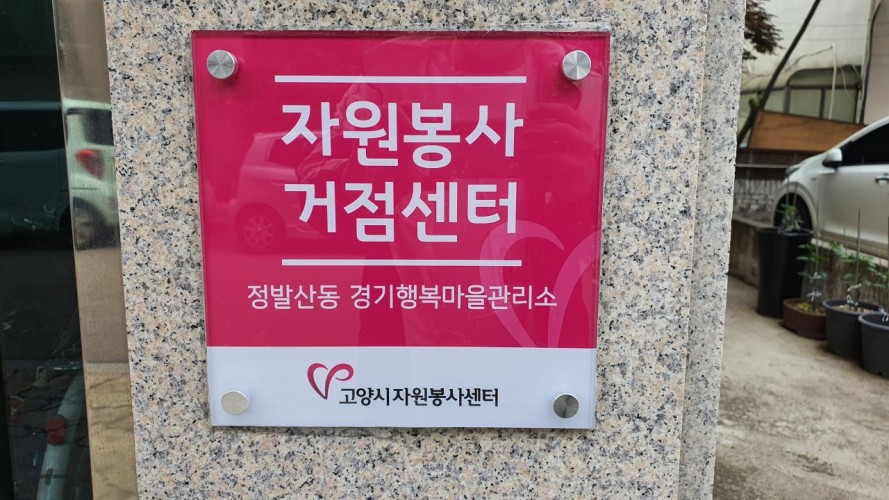 자원봉사
거점센터
정발산동 경기행복마을관리소
고양시자원봉사센터